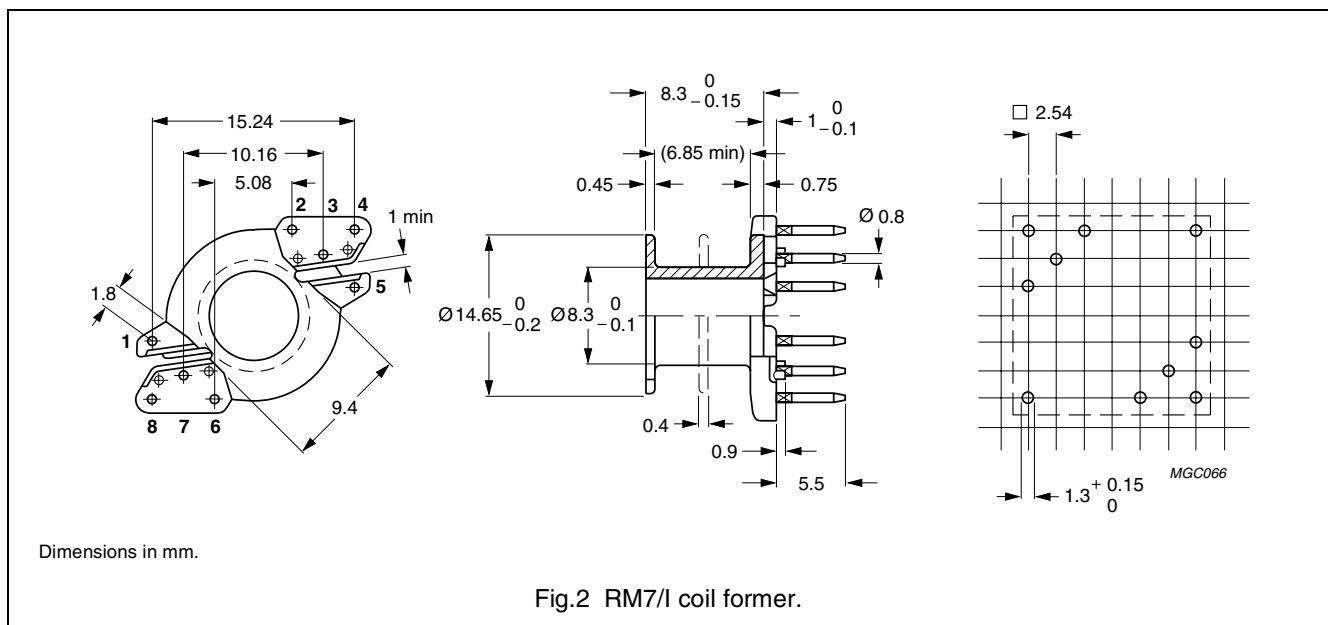 15.24
10.16
5.08
2 3 4
1 min
5
1.8
1
9.4
8 7 6
8.3 0 −0.15
1 0 −0.1
(6.85 min)
0.45
0.75
Ø 0.8
Ø 14.65 0 −0.2
Ø 8.3 0 −0.1
0.4
0.9
5.5
□ 2.54
MGC066
1.3 + 0.15 0
Dimensions in mm.
Fig.2 RM7/I coil former.